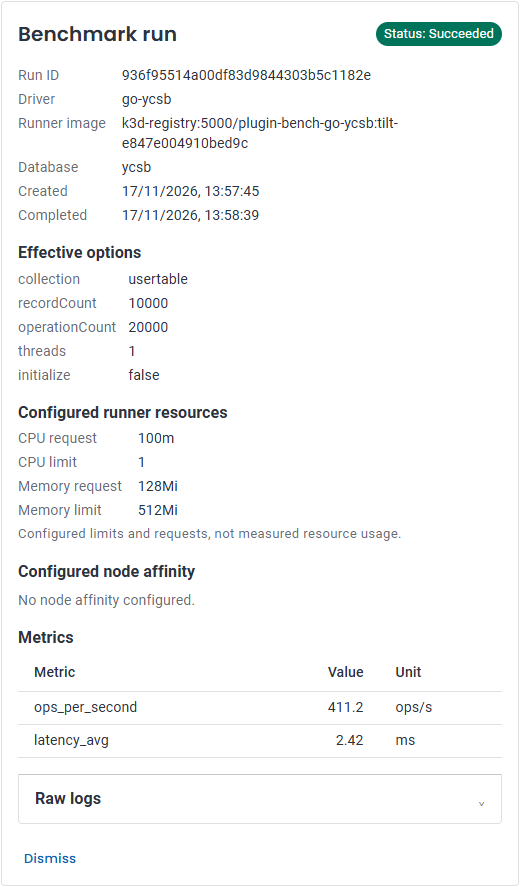 Benchmark run
Status: Succeeded
Run ID 936f95514a00df83d9844303b5c1182e
Driver go-ycsb
Runner image k3d-registry:5000/plugin-bench-go-ycsb:tilt-
e847e004910bed9c
Database ycsb
Created 17/11/2026, 13:57:45
Completed 17/11/2026, 13:58:39
Effective options
collection usertable
recordCount 10000
operationCount 20000
threads 1
initialize false
Configured runner resources
CPU request 100m
CPU limit 1
Memory request 128Mi
Memory limit 512Mi
Configured limits and requests, not measured resource usage.
Configured node affinity
No node affinity configured.
Metrics
Metric Value Unit
ops_per_second 411.2 ops/s
latency_avg 2.42 ms
Raw logs
Dismiss